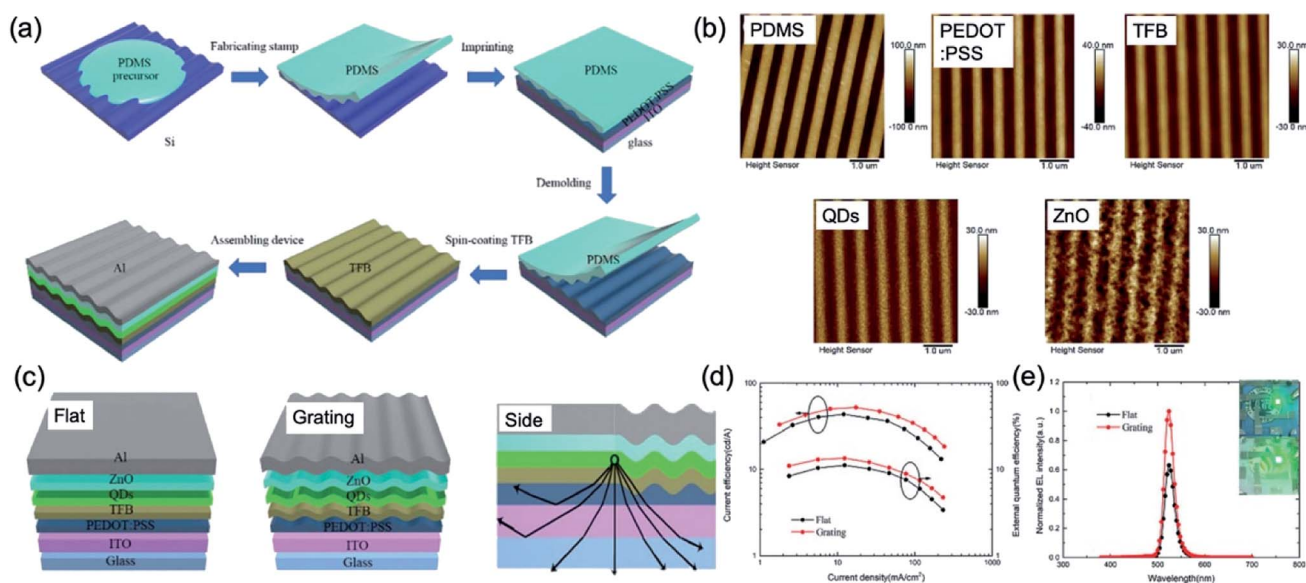 (a)
Fabricating stamp
Imprinting
PDMS
precursor
Si
PDMS
PDMS
PEDOT:PSS
ITO
glass
Demolding
Assembling device
Spin-coating TFB
Al
TFB
PDMS
(b)
PDMS
100.0 nm
-100.0 nm
Height Sensor
1.0 um
PEDOT
:PSS
40.0 nm
-40.0 nm
Height Sensor
1.0 um
TFB
30.0 nm
-30.0 nm
Height Sensor
1.0 um
QDs
30.0 nm
-30.0 nm
Height Sensor
1.0 um
ZnO
30.0 nm
-30.0 nm
Height Sensor
1.0 um
(c)
Flat
Al
ZnO
QDs
TFB
PEDOT:PSS
ITO
Glass
Grating
Al
ZnO
QDs
TFB
PEDOT:PSS
ITO
Glass
Side
(d)
Current efficiency(cd/A)
100
10
1
Flat
Grating
1 10 100 1000
Current density(mA/cm2)
100
10
1
External quantum efficiency(%)
(e)
Normalized EL intensity(a.u.)
1.2
1.0
0.8
0.6
0.4
0.2
0.0
Flat
Grating
300 400 500 600 700 800
Wavelength(nm)